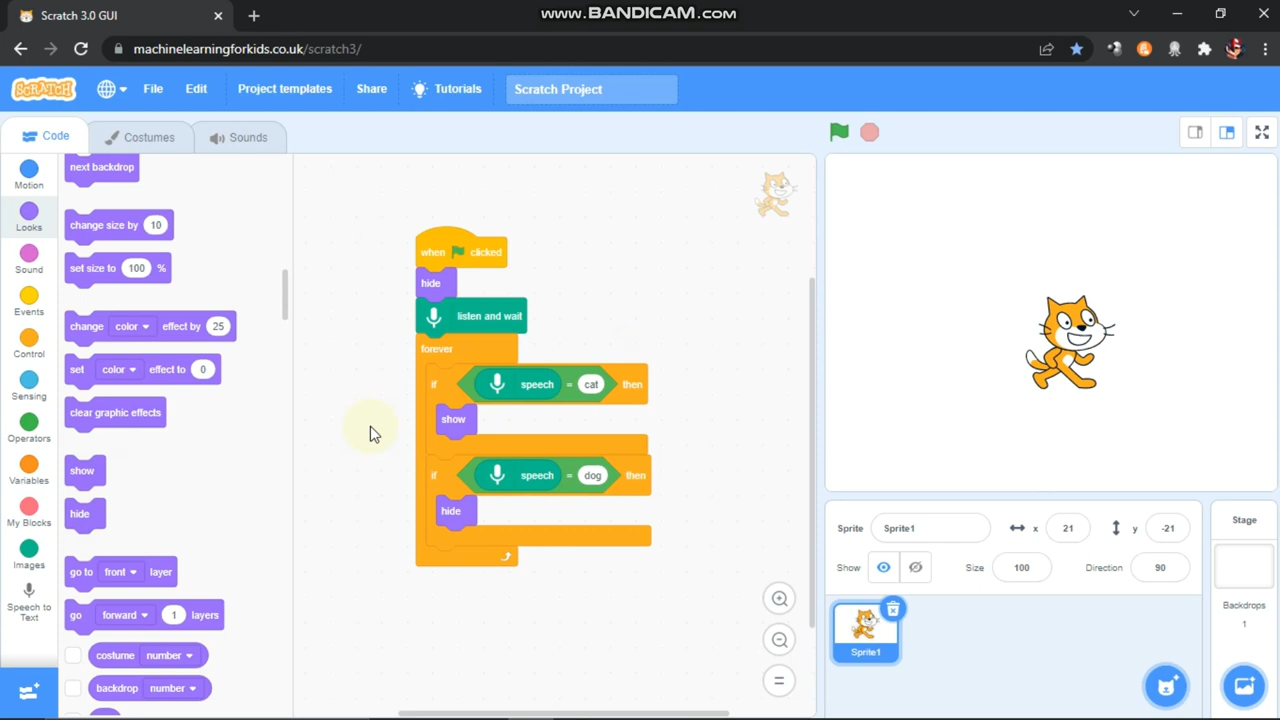 www.BANDICAM.com
Scratch 3.0 GUI
machinelearningforkids.co.uk/scratch3/
SCRATCH File Edit Project templates Share Tutorials Scratch Project
Code Costumes Sounds
Motion
Looks
Sound
Events
Control
Sensing
Operators
Variables
My Blocks
Images
Speech to
Text
next backdrop
change size by 10
set size to 100 %
change color effect by 25
set color effect to 0
clear graphic effects
show
hide
go to front layer
go forward 1 layers
costume number
backdrop number
when clicked
hide
listen and wait
forever
if speech = cat then
show
if speech = dog then
hide
Sprite Sprite1 x 21 y -21
Show Size 100 Direction 90
Sprite1
Stage
Backdrops
1